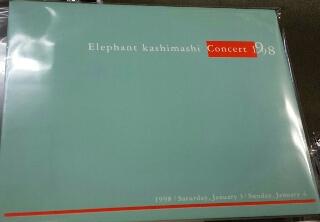 Elephant kashimashi Concert 1998
1998 / Saturday, January 3 / Sunday, January 4